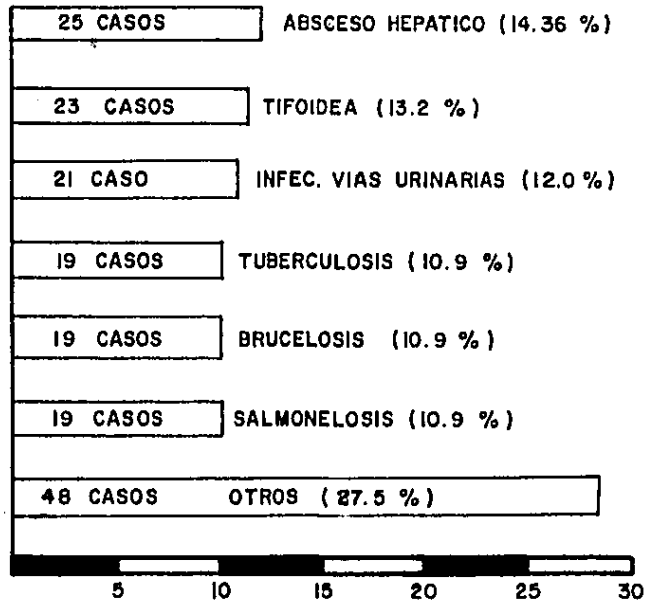 25 CASOS ABSCESO HEPATICO (14.36 %)
23 CASOS TIFOIDEA (13.2 %)
21 CASO INFEC. VIAS URINARIAS (12.0 %)
19 CASOS TUBERCULOSIS (10.9 %)
19 CASOS BRUCELOSIS (10.9 %)
19 CASOS SALMONELOSIS (10.9 %)
48 CASOS OTROS (27.5 %)
5 10 15 20 25 30